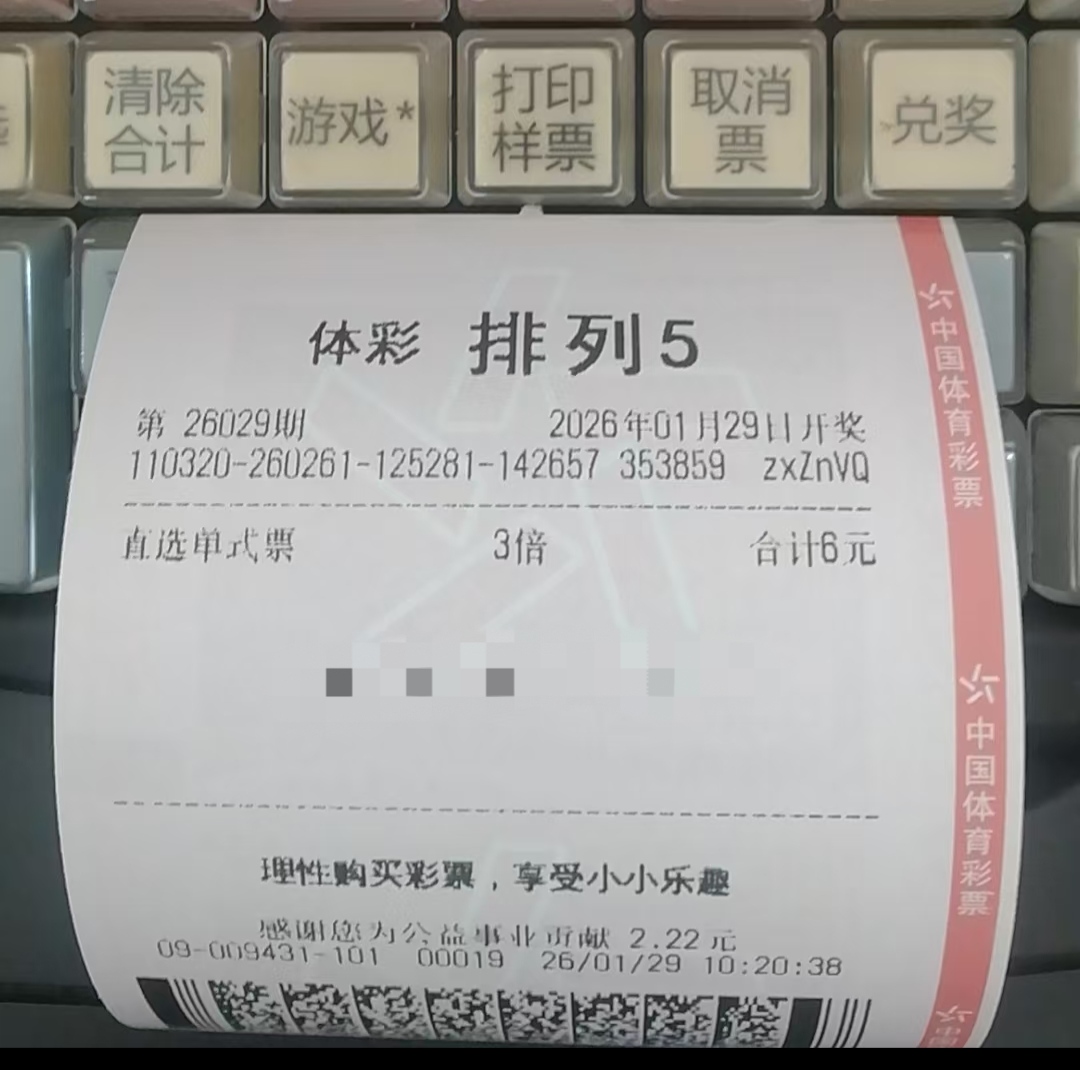 清除
合计
游戏*
打印
样票
取消
票
兑奖
体彩 排列5
第 26029期 2026年01月29日开奖
110320-260261-125281-142657 353859 zxZnVQ
直选单式票 3倍 合计6元
理性购买彩票，享受小小乐趣
感谢您为公益事业贡献 2.22元
09-009431-101 00019 26/01/29 10:20:38
中国体育彩票
中国体育彩票
中国